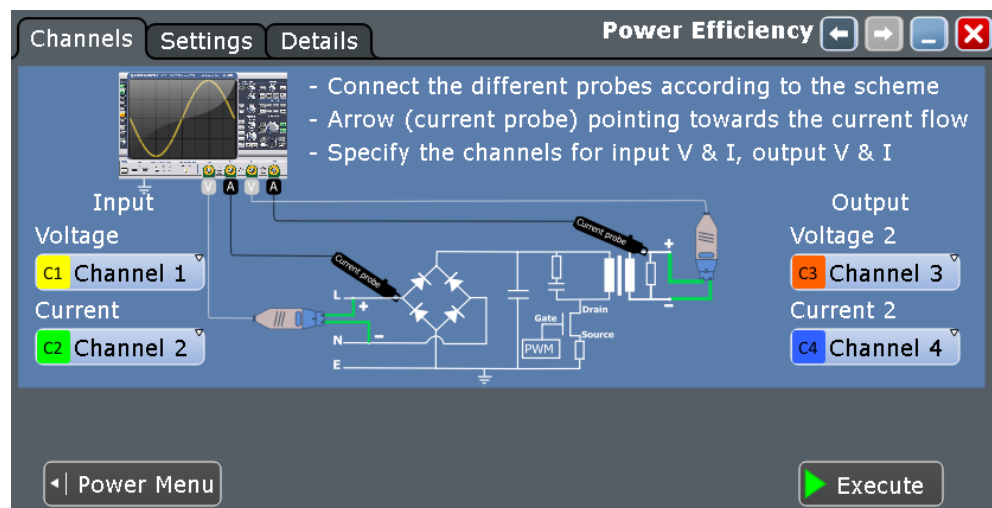 Channels
Settings
Details
Power Efficiency
- Connect the different probes according to the scheme
- Arrow (current probe) pointing towards the current flow
- Specify the channels for input V & I, output V & I
V A V A
Input
Output
Voltage
C1 Channel 1
Current
C2 Channel 2
Voltage 2
C3 Channel 3
Current 2
C4 Channel 4
Current probe
Current probe
L
+
N
-
E
+
-
Gate
Drain
Source
PWM
Power Menu
Execute